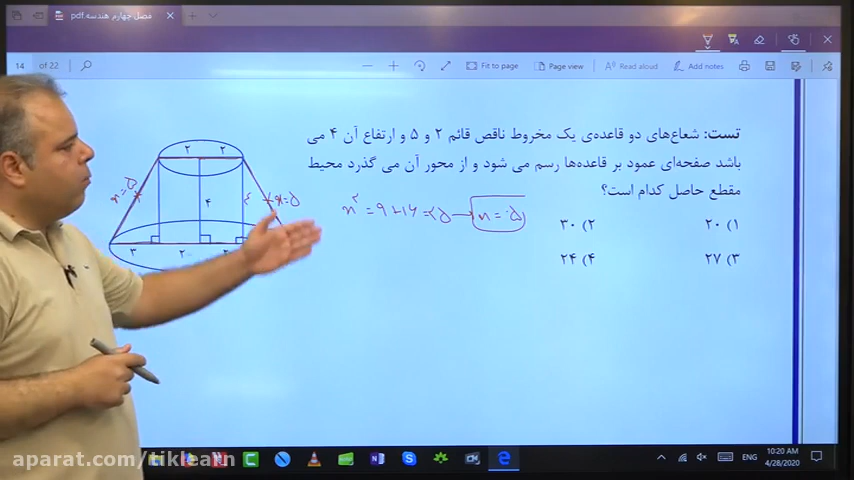 فصل چهارم هندسه.pdf
14 of 22
Fit to page
Page view
Read aloud
Add notes
تست: شعاع‌های دو قاعده‌ی یک مخروط ناقص قائم ۲ و ۵ و ارتفاع آن ۴ می
باشد صفحه‌ای عمود بر قاعده‌ها رسم می شود و از محور آن می گذرد محیط
مقطع حاصل کدام است؟
۱) ۲۰
۲) ۳۰
۳) ۲۷
۴) ۲۴
۲ ۲
x=۵
۴
۴
x=۵
۳ ۲ ۲
x² = ۹ + ۱۶ = ۲۵ → x = ۵
10:20 AM
ENG
4/28/2020
aparat.com/tiklearn